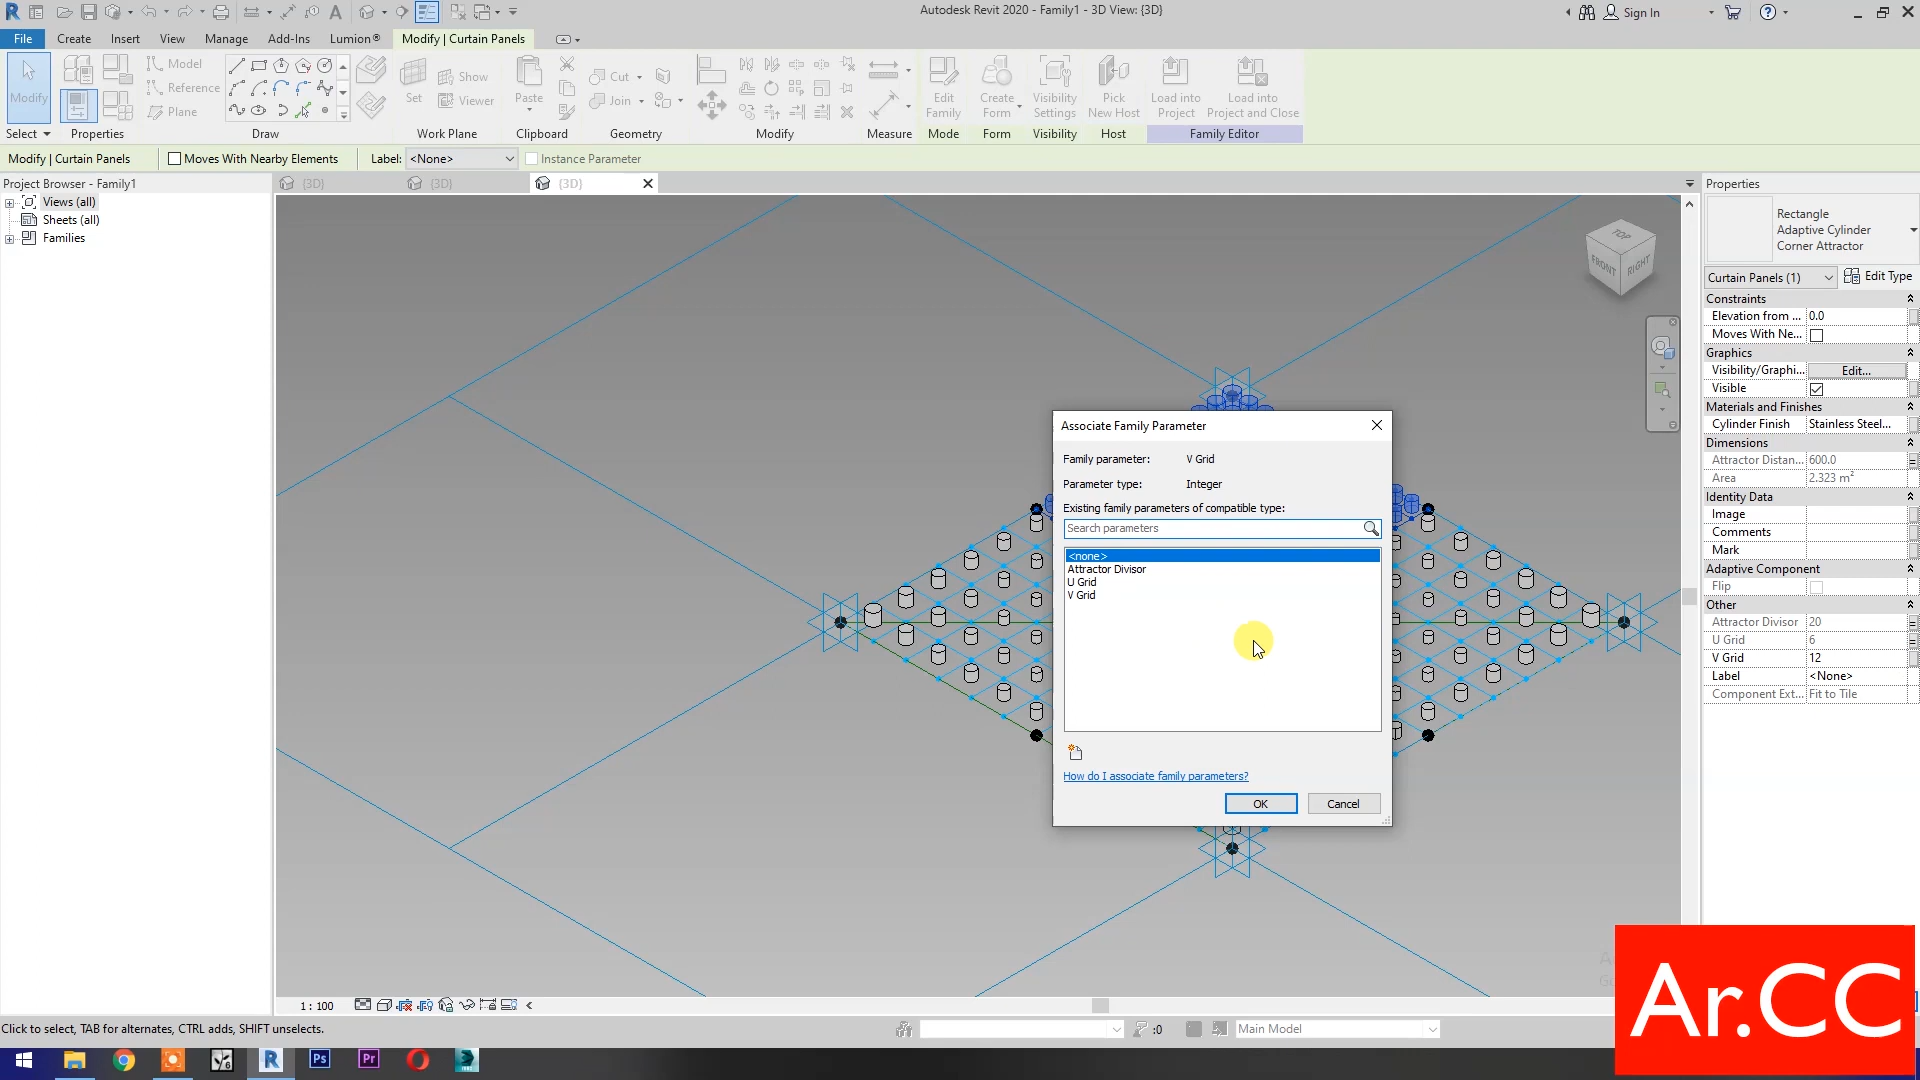 Autodesk Revit 2020 - Family1 - 3D View: {3D}
Sign In
File
Create
Insert
View
Manage
Add-Ins
Lumion®
Modify | Curtain Panels
Modify
Model
Reference
Plane
Set
Show
Viewer
Paste
Cut
Join
Edit
Family
Create
Form
Visibility
Settings
Pick
New Host
Load into
Project
Load into
Project and Close
Select
Properties
Draw
Work Plane
Clipboard
Geometry
Modify
Measure
Mode
Form
Visibility
Host
Family Editor
Modify | Curtain Panels
Moves With Nearby Elements
Label:
<None>
Instance Parameter
Project Browser - Family1
Views (all)
Sheets (all)
Families
{3D}
{3D}
{3D}
TOP
FRONT
RIGHT
Associate Family Parameter
Family parameter: V Grid
Parameter type: Integer
Existing family parameters of compatible type:
Search parameters
<none>
Attractor Divisor
U Grid
V Grid
How do I associate family parameters?
OK
Cancel
Properties
Rectangle
Adaptive Cylinder
Corner Attractor
Curtain Panels (1)
Edit Type
Constraints
Elevation from ... 0.0
Moves With Ne...
Graphics
Visibility/Graphi... Edit...
Visible
Materials and Finishes
Cylinder Finish Stainless Steel...
Dimensions
Attractor Distan... 600.0
Area 2.323 m²
Identity Data
Image
Comments
Mark
Adaptive Component
Flip
Other
Attractor Divisor 20
U Grid 6
V Grid 12
Label <None>
Component Ext... Fit to Tile
1 : 100
Click to select, TAB for alternates, CTRL adds, SHIFT unselects.
:0
Main Model
Ps
Pr
R
Ar.CC